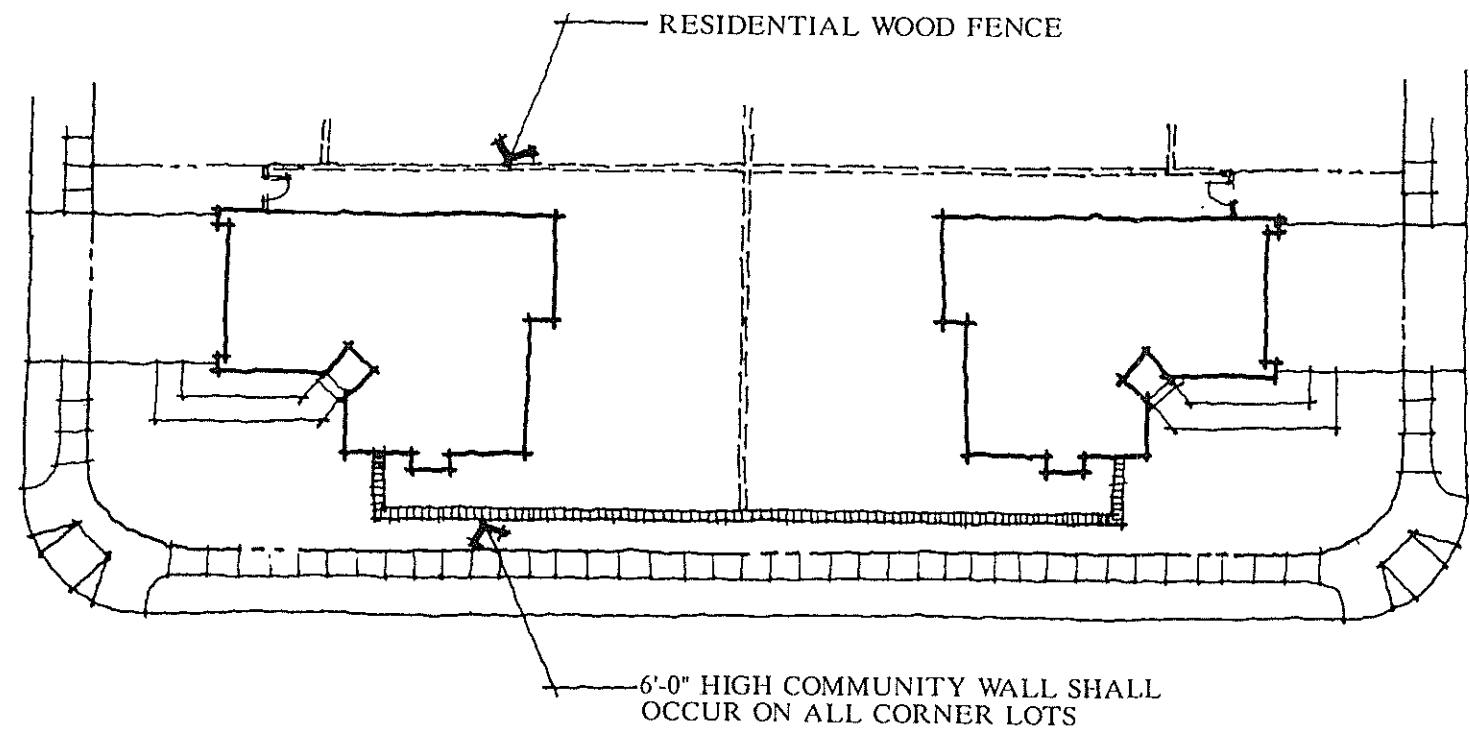 RESIDENTIAL WOOD FENCE
6'-0" HIGH COMMUNITY WALL SHALL
OCCUR ON ALL CORNER LOTS